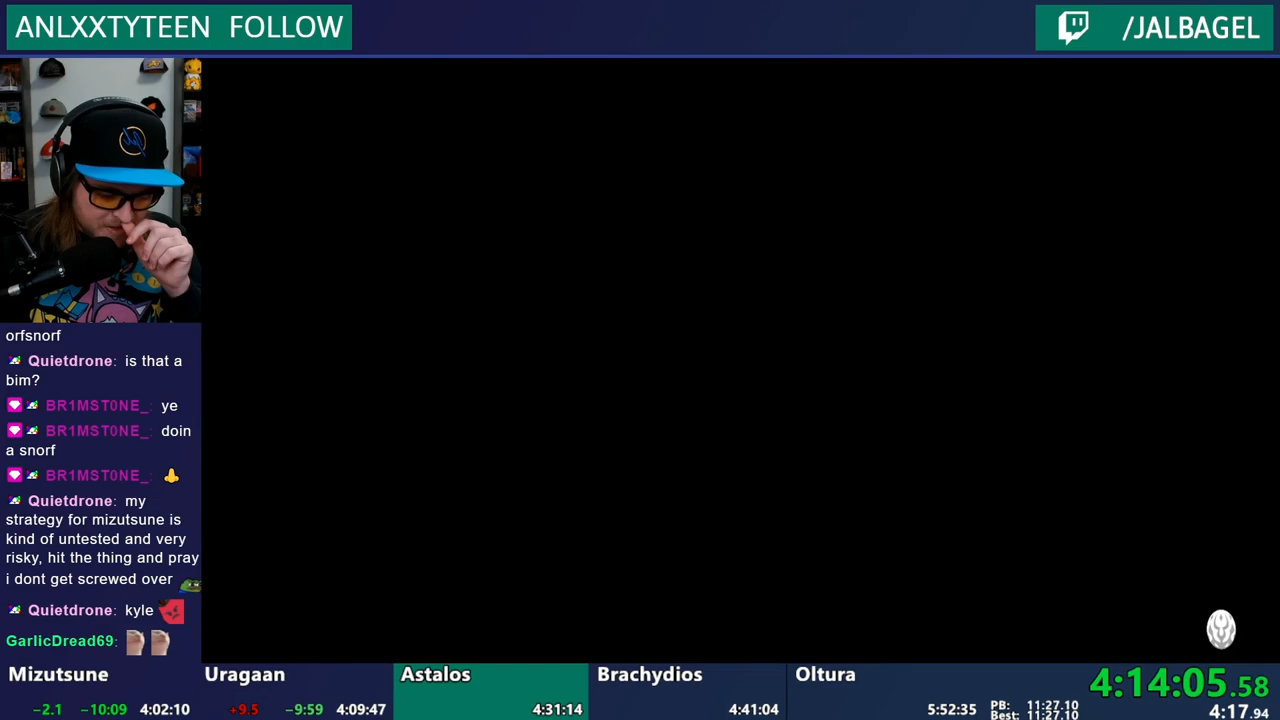 ANLXXTYTEEN FOLLOW
/JALBAGEL
orfsnorf
Quietdrone: is that a
bim?
BR1MST0NE_: ye
BR1MST0NE_: doin
a snorf
BR1MST0NE_:
Quietdrone: my
strategy for mizutsune is
kind of untested and very
risky, hit the thing and pray
i dont get screwed over
Quietdrone: kyle
GarlicDread69:
Mizutsune
−2.1 −10:09 4:02:10
Uragaan
+9.5 −9:59 4:09:47
Astalos
4:31:14
Brachydios
4:41:04
Oltura
5:52:35
PB: 11:27.10
Best: 11:27.10
4:14:05.58
4:17.94